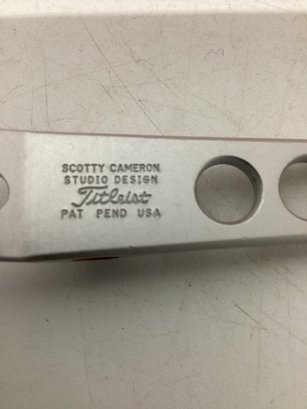 SCOTTY CAMERON
STUDIO DESIGN
Titleist
PAT PEND USA